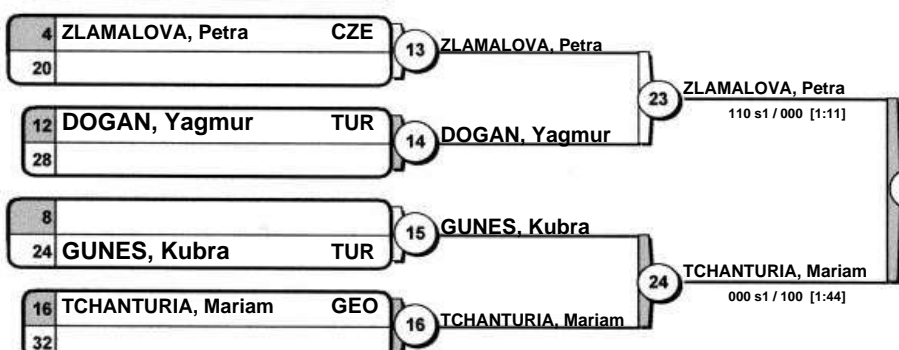 4 ZLAMALOVA, Petra CZE
20
13 ZLAMALOVA, Petra
12 DOGAN, Yagmur TUR
28
14 DOGAN, Yagmur
23 ZLAMALOVA, Petra
110 s1 / 000 [1:11]
8
24 GUNES, Kubra TUR
15 GUNES, Kubra
16 TCHANTURIA, Mariam GEO
32
16 TCHANTURIA, Mariam
24 TCHANTURIA, Mariam
000 s1 / 100 [1:44]